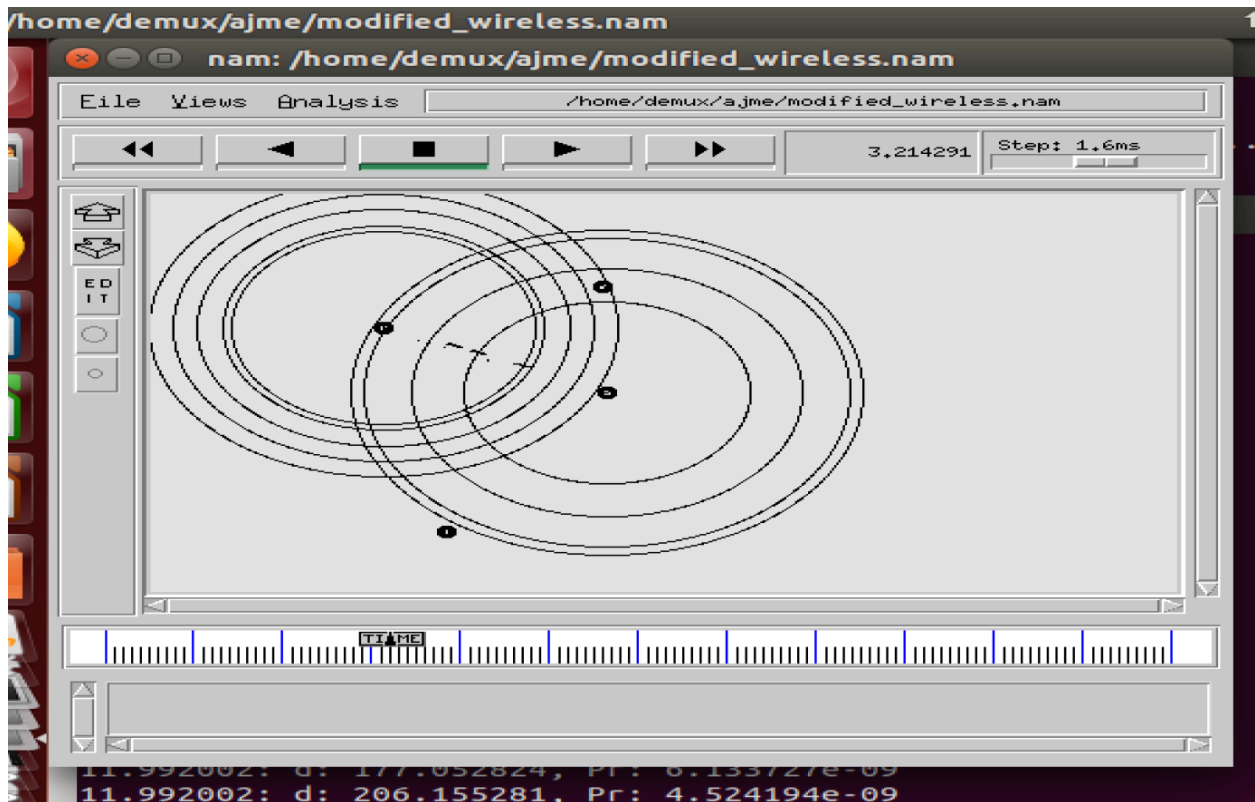 /home/demux/ajme/modified_wireless.nam
nam: /home/demux/ajme/modified_wireless.nam
File Views Analysis /home/demux/ajme/modified_wireless.nam
3.214291 Step: 1.6ms
ED
IT
TIME
11.992002: d: 177.052824, Pr: 6.133727e-09
11.992002: d: 206.155281, Pr: 4.524194e-09